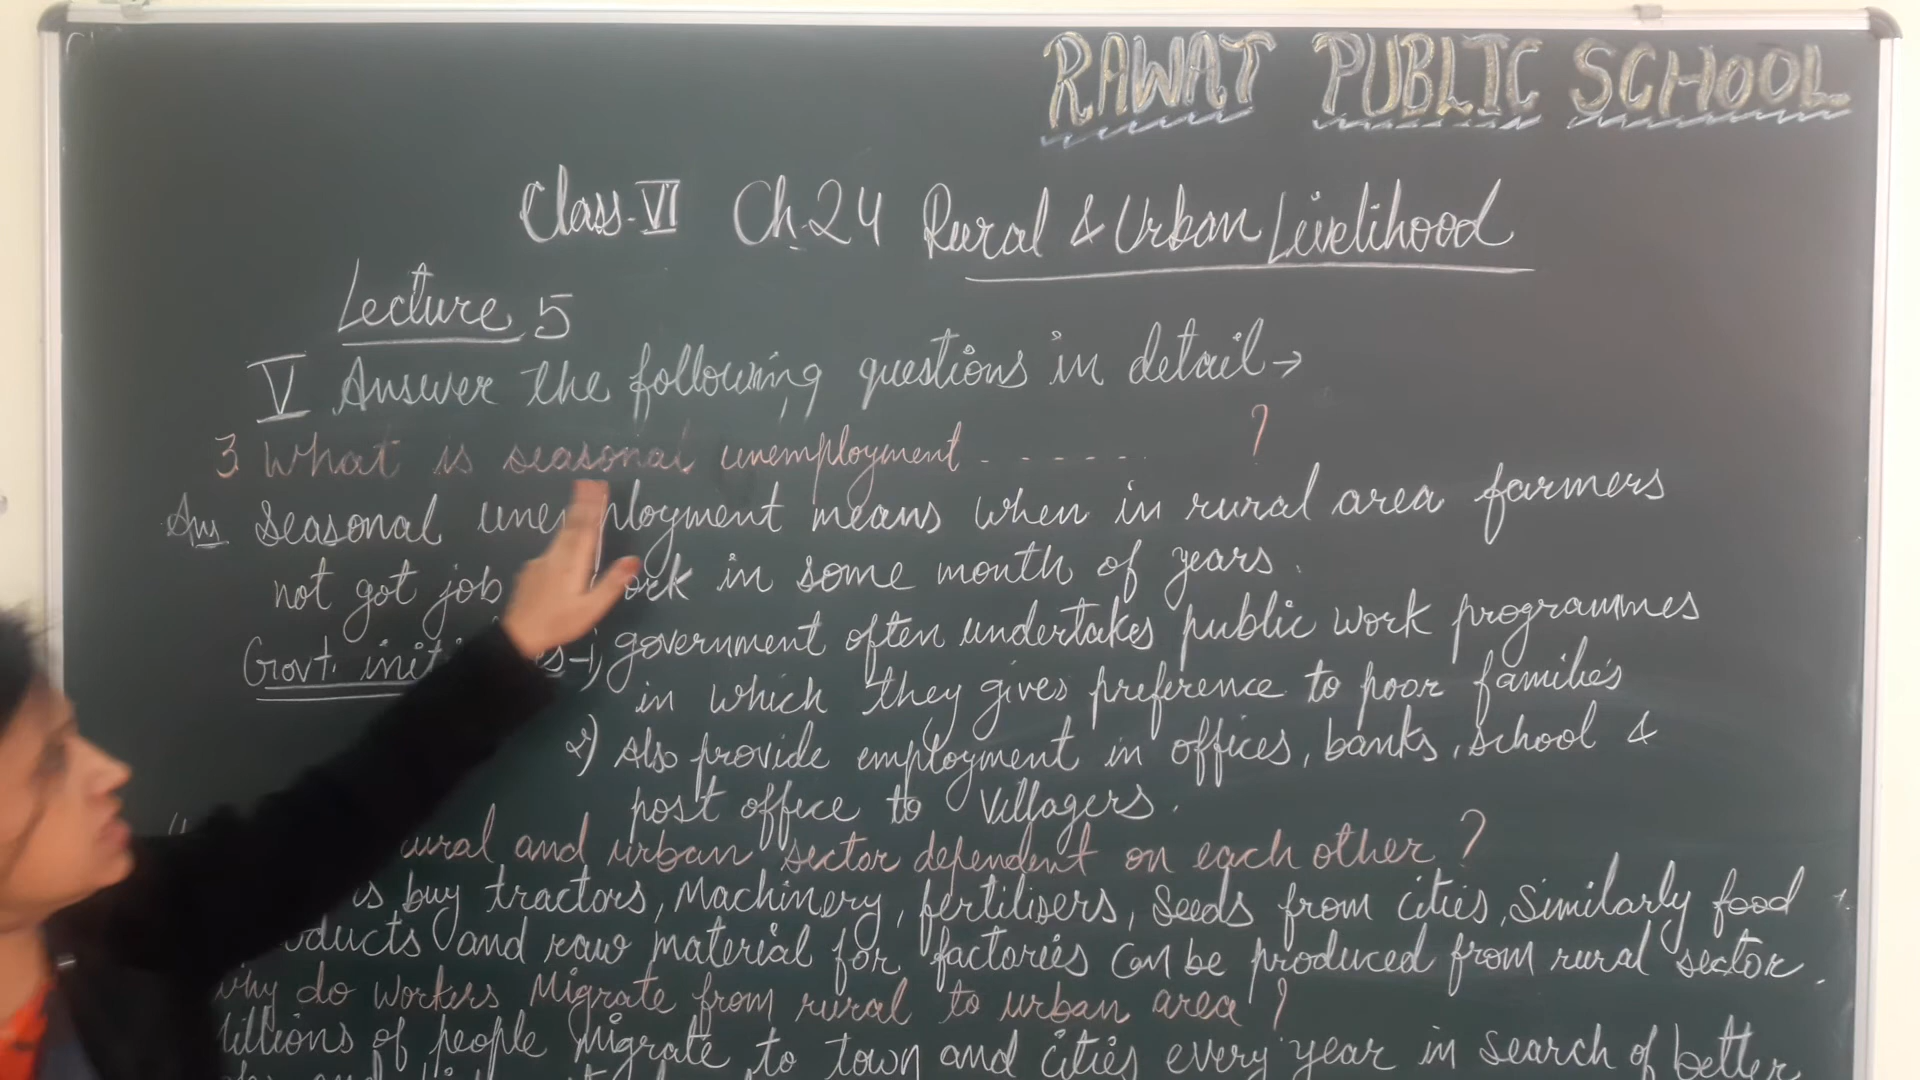 RAWAT PUBLIC SCHOOL
Class-VI Ch.24 Rural & Urban Livelihood
Lecture 5
V Answer the following questions in detail →
3 What is seasonal unemployment - - - - - - - ?
Ans Seasonal unemployment means when in rural area farmers
not got job work in some month of years.
Govt. 1) government often undertakes public work programmes
in which they gives preference to poor families
2) Also provide employment in offices, banks, school &
post office to villagers.
and urban sector dependent on each other ?
buy tractors, Machinery, fertilisers, Seeds from cities, Similarly food
and raw material for factories can be produced from rural sector.
why do workers Migrate from rural to urban area ?
of people Migrate to town and cities every year in search of better